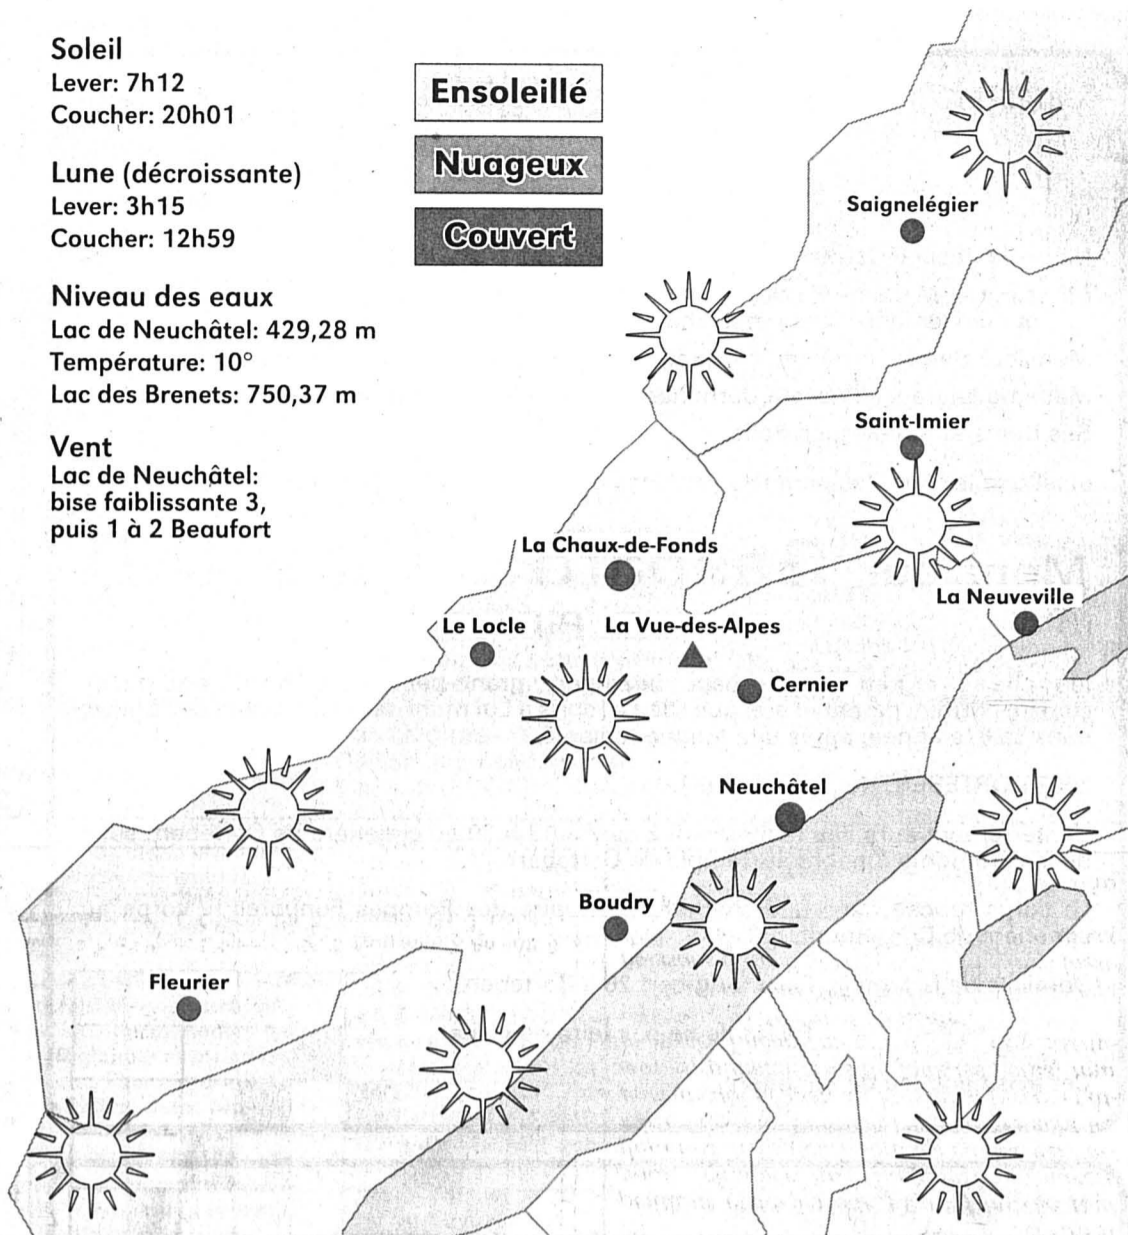 Soleil
Lever: 7h12
Coucher: 20h01
Lune (décroissante)
Lever: 3h15
Coucher: 12h59
Niveau des eaux
Lac de Neuchâtel: 429,28 m
Température: 10°
Lac des Brenets: 750,37 m
Vent
Lac de Neuchâtel:
bise faiblissante 3,
puis 1 à 2 Beaufort
Ensoleillé
Nuageux
Couvert
Saignelégier
Saint-Imier
La Chaux-de-Fonds
La Neuveville
Le Locle
La Vue-des-Alpes
Cernier
Neuchâtel
Boudry
Fleurier